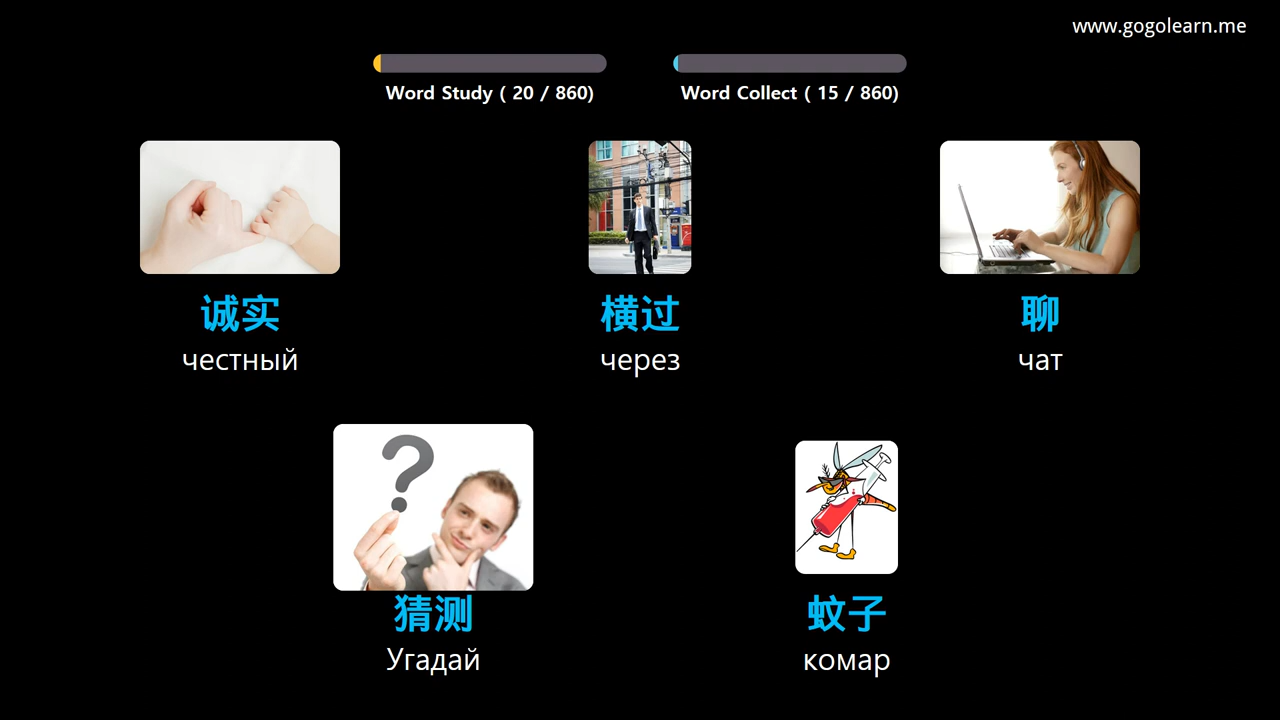 www.gogolearn.me
Word Study ( 20 / 860)
Word Collect ( 15 / 860)
诚实
честный
横过
через
聊
чат
猜测
Угадай
蚊子
комар